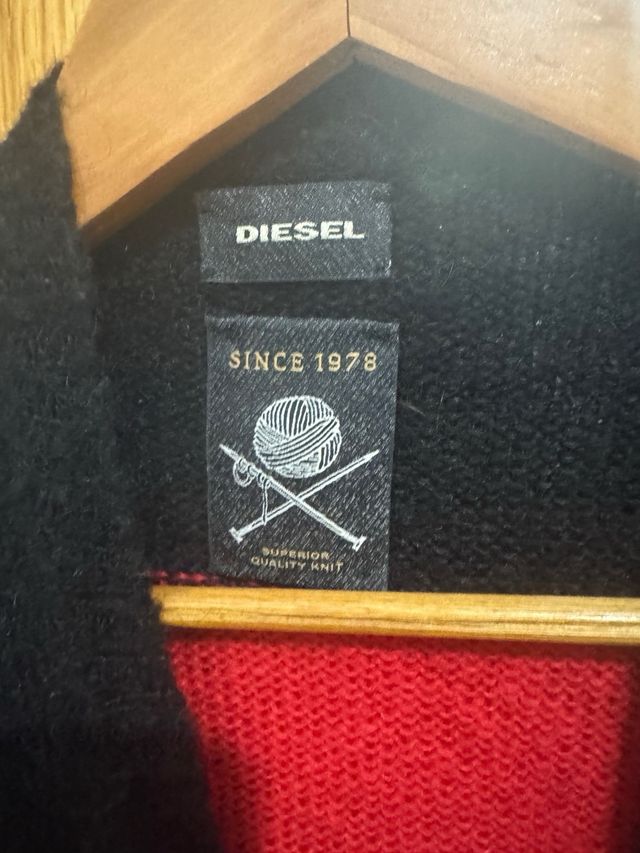 DIESEL
SINCE 1978
SUPERIOR
QUALITY KNIT